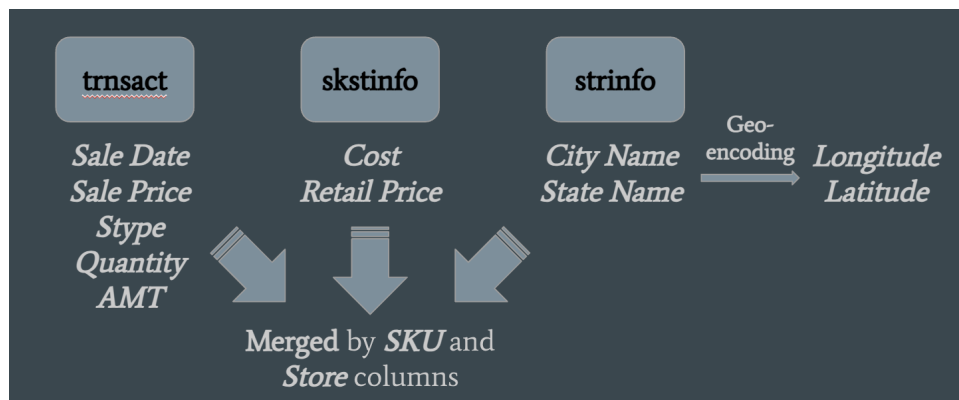 trnsact
skstinfo
strinfo
Sale Date
Sale Price
Stype
Quantity
AMT
Cost
Retail Price
City Name
State Name
Geo-
encoding
Longitude
Latitude
Merged by SKU and
Store columns